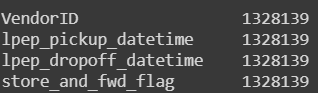 VendorID 1328139
lpep_pickup_datetime 1328139
lpep_dropoff_datetime 1328139
store_and_fwd_flag 1328139